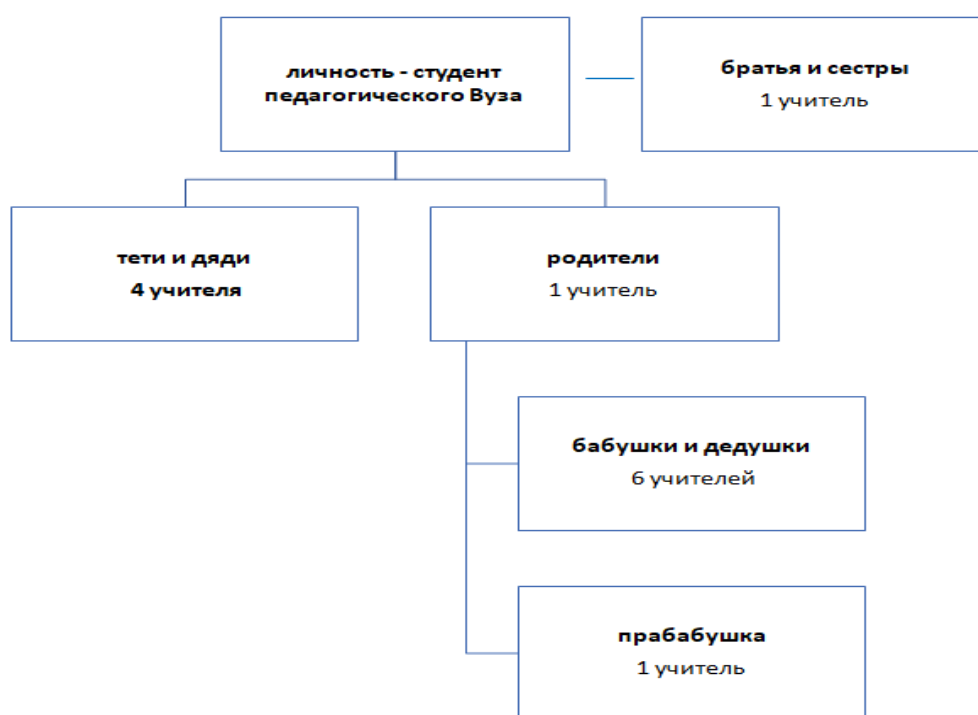 личность - студент
педагогического Вуза
братья и сестры
1 учитель
тети и дяди
4 учителя
родители
1 учитель
бабушки и дедушки
6 учителей
прабабушка
1 учитель